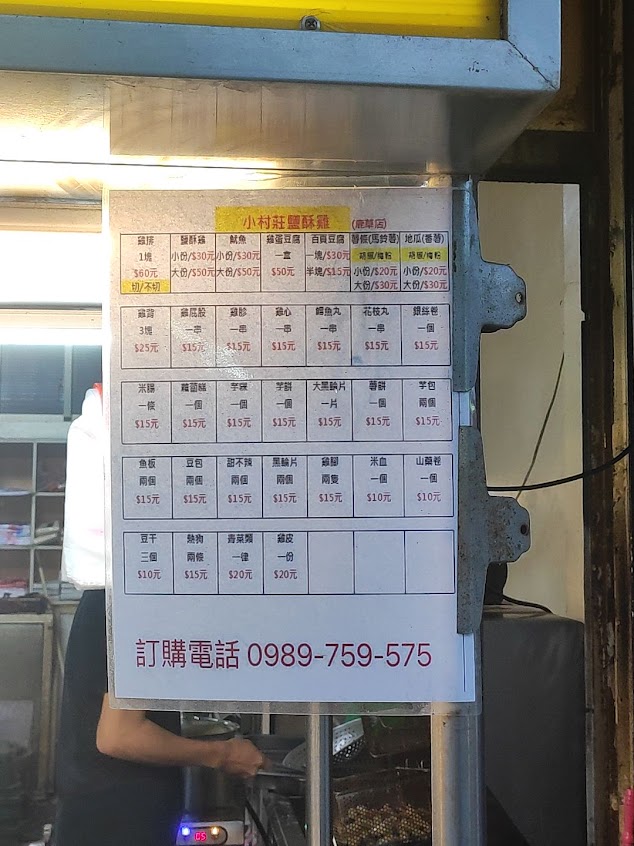 小村莊鹽酥雞 (鹿草店)
雞排 鹽酥雞 魷魚 雞蛋豆腐 百頁豆腐 薯條(馬鈴薯) 地瓜(番薯)
1塊 小份/$30元 小份/$30元 一盒 一塊/$30元 胡椒/梅粉 胡椒/梅粉
$60元 大份/$50元 大份/$50元 $50元 半塊/$15元 小份/$20元 小份/$20元
切/不切 大份/$30元 大份/$30元
雞背 雞屁股 雞胗 雞心 鱈魚丸 花枝丸 銀絲卷
3塊 一串 一串 一串 一串 一串 一個
$25元 $15元 $15元 $15元 $15元 $15元 $15元
米腸 蘿蔔糕 芋粿 芋餅 大黑輪片 薯餅 芋包
一條 一個 一個 一個 一片 一個 兩個
$15元 $15元 $15元 $15元 $15元 $15元 $15元
魚板 豆包 甜不辣 黑輪片 雞腳 米血 山藥卷
兩個 兩個 兩個 兩個 兩隻 一個 一個
$15元 $15元 $15元 $15元 $15元 $10元 $10元
豆干 熱狗 青菜類 雞皮
三個 兩條 一律 一份
$10元 $15元 $20元 $20元
訂購電話 0989-759-575